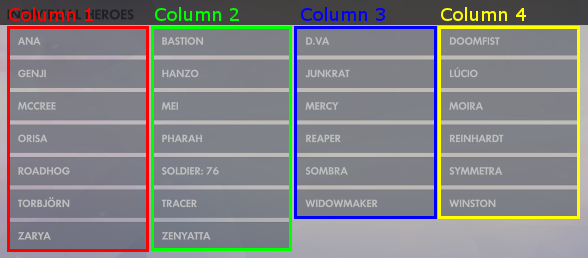 Column 1
Column 2
Column 3
Column 4
HEROES
ANA
BASTION
D.VA
DOOMFIST
GENJI
HANZO
JUNKRAT
LÚCIO
MCCREE
MEI
MERCY
MOIRA
ORISA
PHARAH
REAPER
REINHARDT
ROADHOG
SOLDIER: 76
SOMBRA
SYMMETRA
TORBJÖRN
TRACER
WIDOWMAKER
WINSTON
ZARYA
ZENYATTA